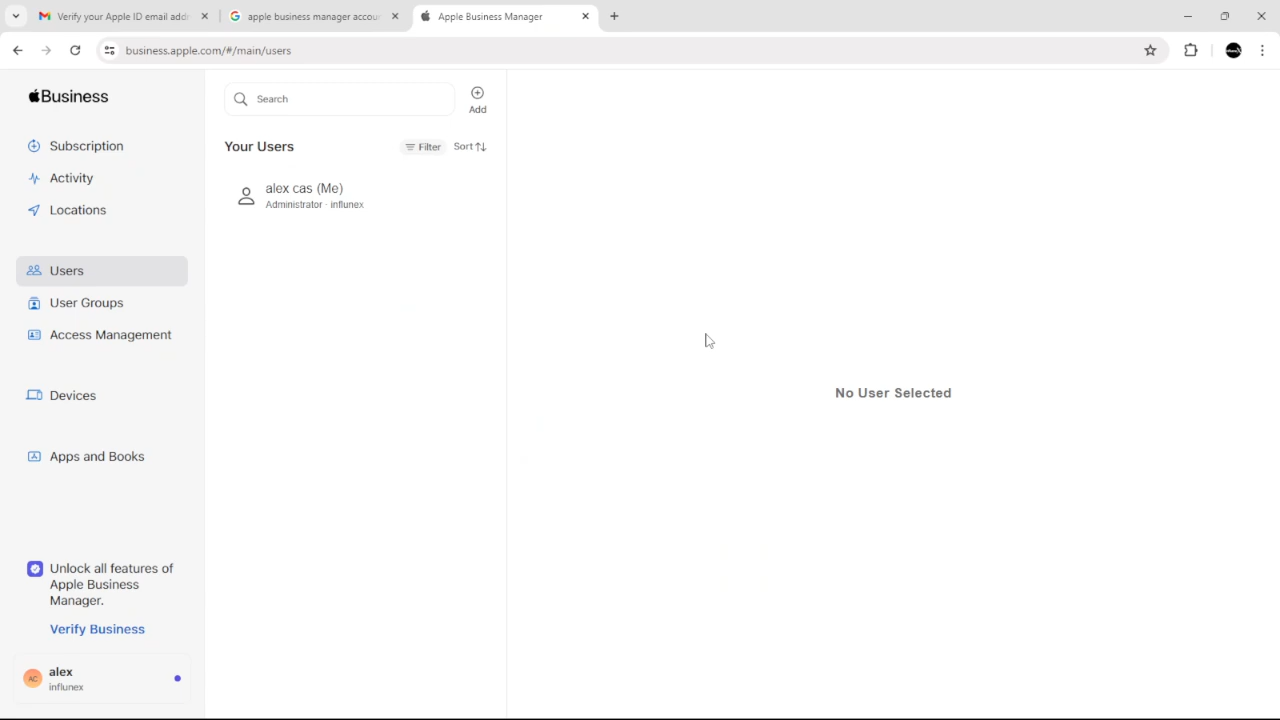 Verify your Apple ID email addr
apple business manager accoun
Apple Business Manager
business.apple.com/#/main/users
Business
Subscription
Activity
Locations
Users
User Groups
Access Management
Devices
Apps and Books
Unlock all features of
Apple Business
Manager.
Verify Business
AC
alex
influnex
Search
Add
Your Users
Filter
Sort
alex cas (Me)
Administrator · influnex
No User Selected